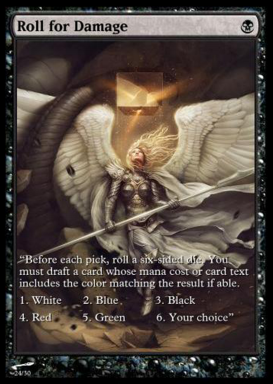 Roll for Damage
"Before each pick, roll a six-sided die. You
must draft a card whose mana cost or card text
includes the color matching the result if able.
1. White 2. Blue 3. Black
4. Red 5. Green 6. Your choice"
24/30